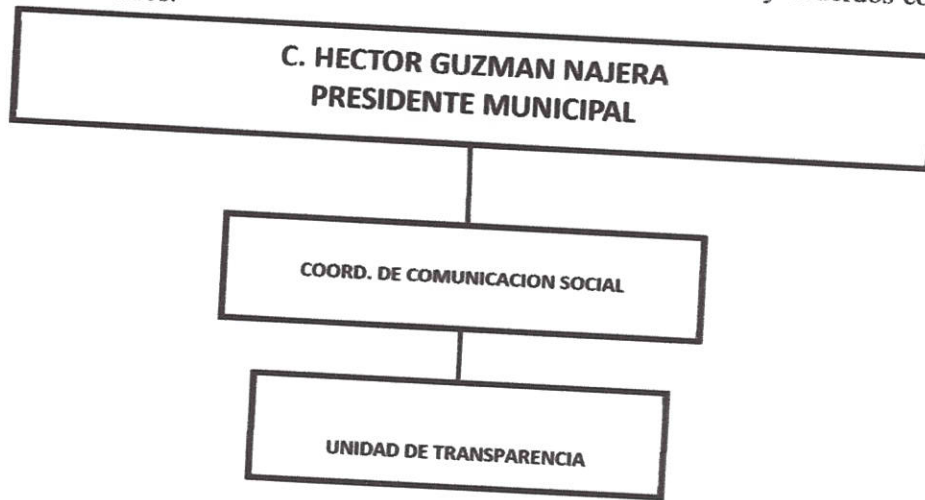 C. HECTOR GUZMAN NAJERA
PRESIDENTE MUNICIPAL
COORD. DE COMUNICACION SOCIAL
UNIDAD DE TRANSPARENCIA